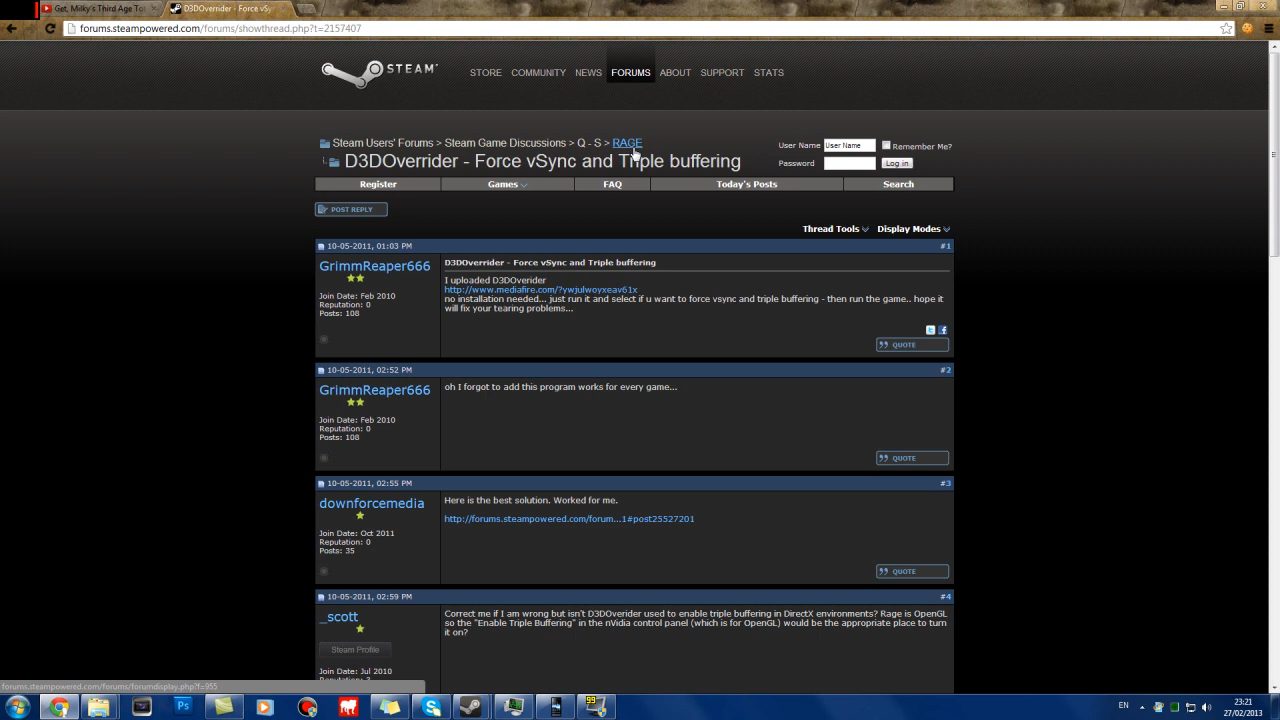 Get, Milky's Third Age To
D3DOverrider - Force vSy
forums.steampowered.com/forums/showthread.php?t=2157407
STEAM
STORE COMMUNITY NEWS FORUMS ABOUT SUPPORT STATS
Steam Users' Forums > Steam Game Discussions > Q - S > RAGE
D3DOverrider - Force vSync and Triple buffering
User Name User Name Remember Me?
Password Log in
Register Games FAQ Today's Posts Search
POST REPLY
Thread Tools Display Modes
10-05-2011, 01:03 PM #1
GrimmReaper666
Join Date: Feb 2010
Reputation: 0
Posts: 108
D3DOverrider - Force vSync and Triple buffering
I uploaded D3DOverider
http://www.mediafire.com/?ywjulwoyxeav61x
no installation needed... just run it and select if u want to force vsync and triple buffering - then run the game.. hope it
will fix your tearing problems...
QUOTE
10-05-2011, 02:52 PM #2
GrimmReaper666
Join Date: Feb 2010
Reputation: 0
Posts: 108
oh I forgot to add this program works for every game...
QUOTE
10-05-2011, 02:55 PM #3
downforcemedia
Join Date: Oct 2011
Reputation: 0
Posts: 35
Here is the best solution. Worked for me.
http://forums.steampowered.com/forum...1#post25527201
QUOTE
10-05-2011, 02:59 PM #4
_scott
Steam Profile
Join Date: Jul 2010
Correct me if I am wrong but isn't D3DOverider used to enable triple buffering in DirectX environments? Rage is OpenGL
so the "Enable Triple Buffering" in the nVidia control panel (which is for OpenGL) would be the appropriate place to turn
it on?
forums.steampowered.com/forums/forumdisplay.php?f=955
Ps
99
EN
23:21
27/02/2013